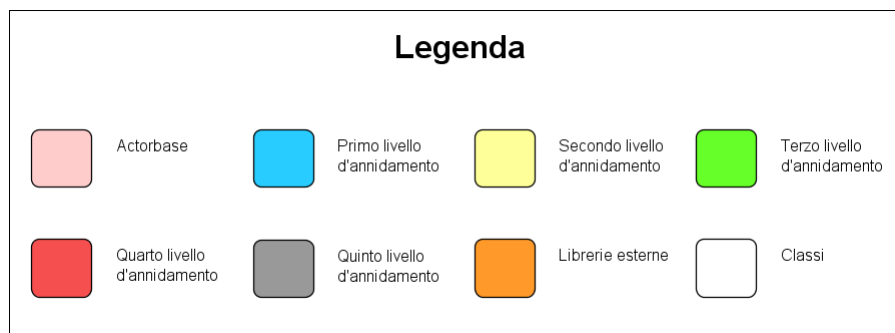 Legenda
Actorbase
Primo livello
d'annidamento
Secondo livello
d'annidamento
Terzo livello
d'annidamento
Quarto livello
d'annidamento
Quinto livello
d'annidamento
Librerie esterne
Classi